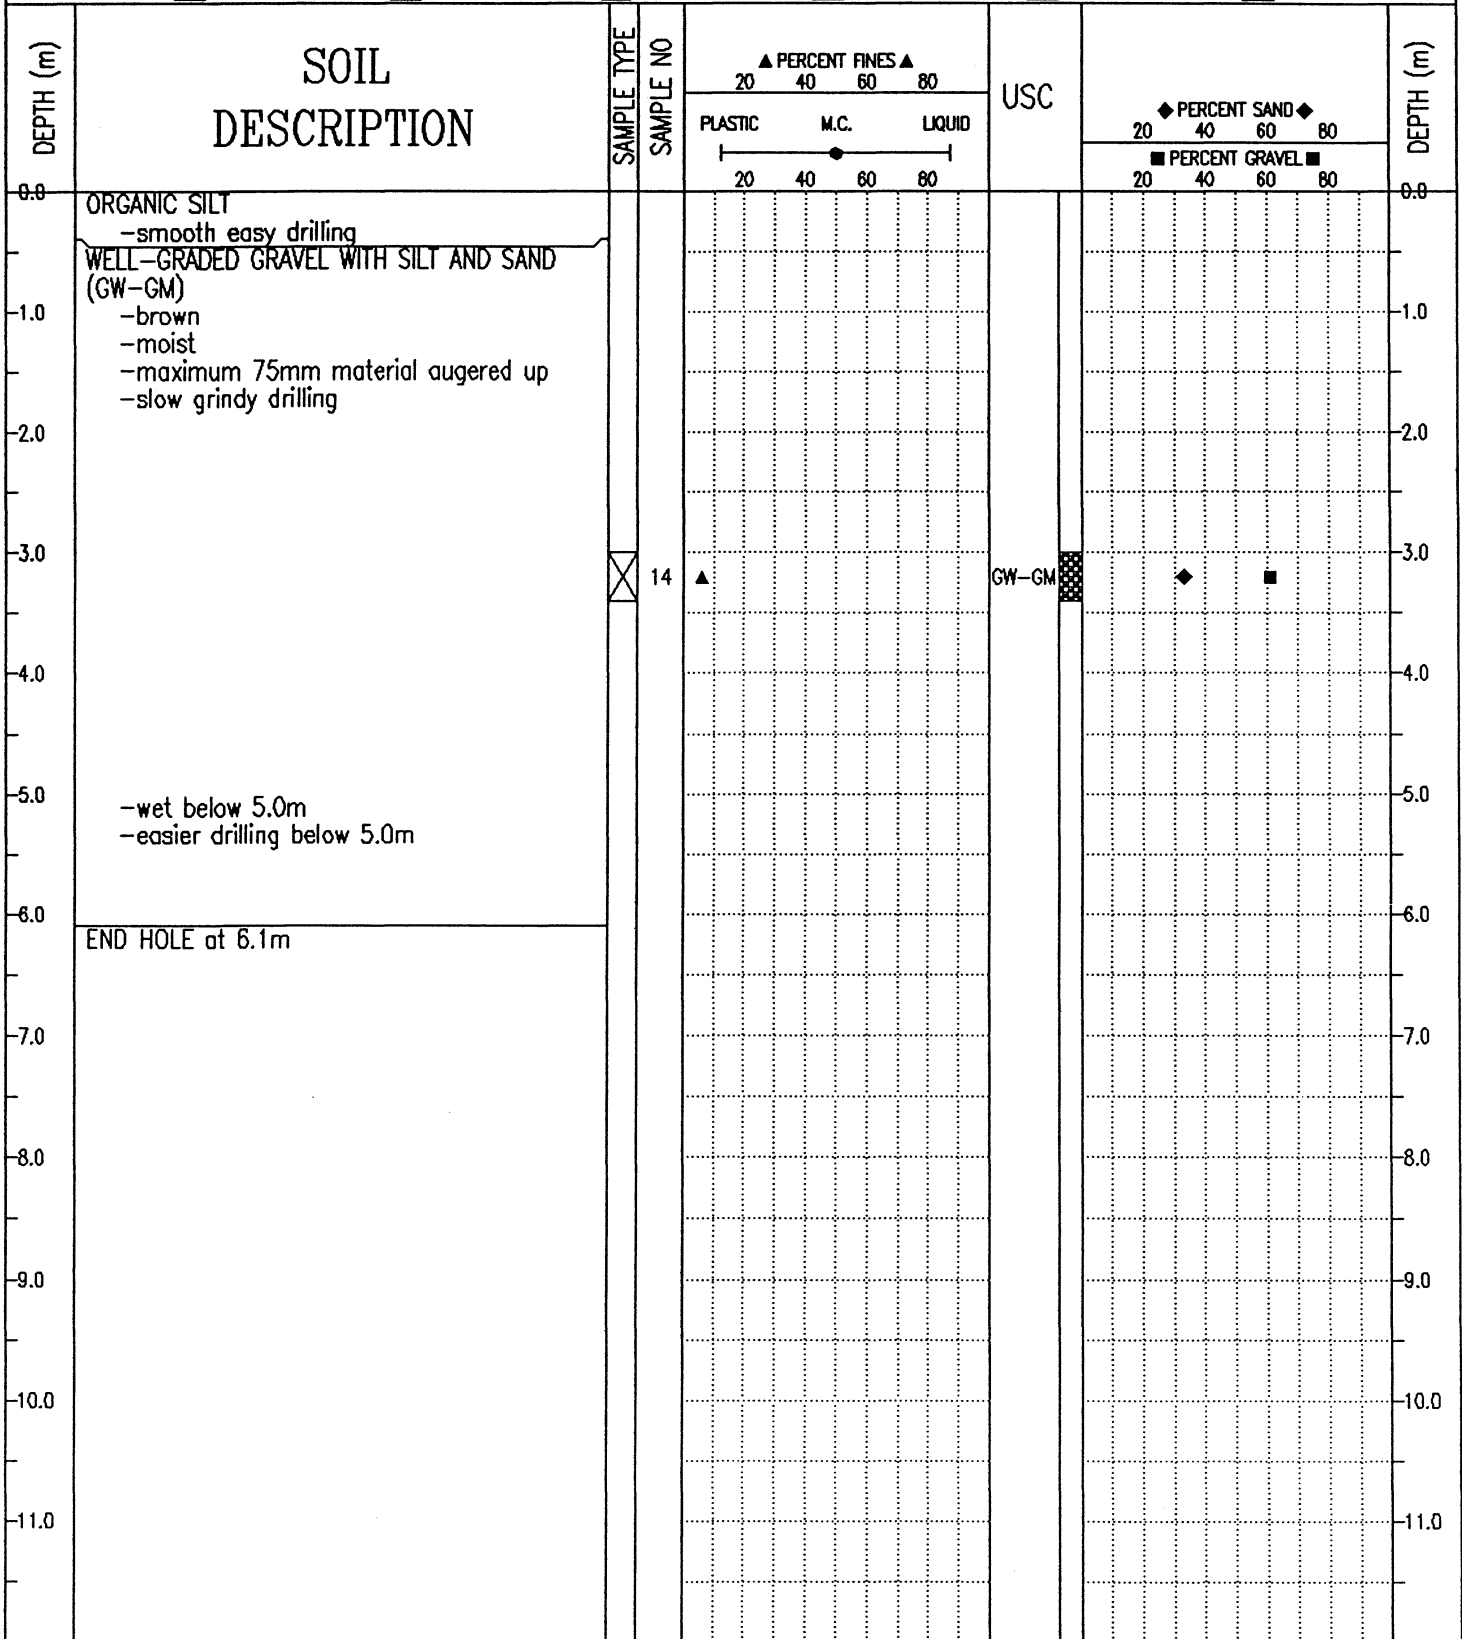 DEPTH (m)
SOIL
DESCRIPTION
SAMPLE TYPE
SAMPLE NO
▲ PERCENT FINES ▲
20 40 60 80
PLASTIC M.C. LIQUID
20 40 60 80
USC
◆ PERCENT SAND ◆
20 40 60 80
■ PERCENT GRAVEL ■
20 40 60 80
DEPTH (m)
0.0 0.0
ORGANIC SILT
-smooth easy drilling
WELL-GRADED GRAVEL WITH SILT AND SAND
(GW-GM)
1.0 1.0
-brown
-moist
-maximum 75mm material augered up
-slow grindy drilling
2.0 2.0
3.0 3.0
14 GW-GM
4.0 4.0
5.0 5.0
-wet below 5.0m
-easier drilling below 5.0m
6.0 6.0
END HOLE at 6.1m
7.0 7.0
8.0 8.0
9.0 9.0
10.0 10.0
11.0 11.0